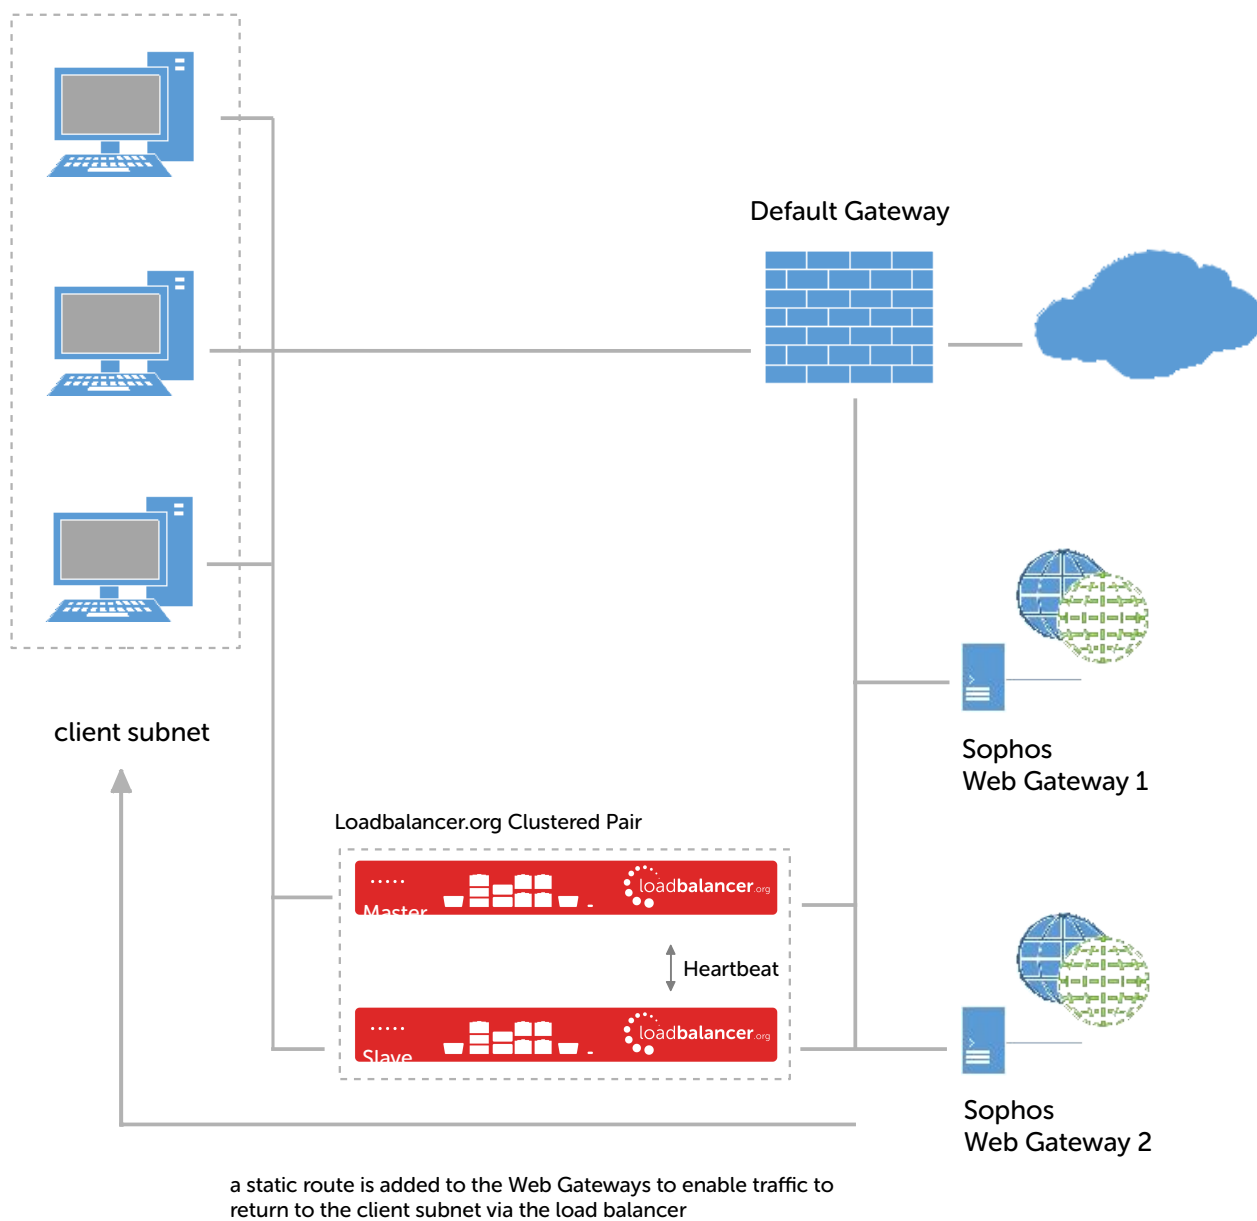 Default Gateway
Sophos
Web Gateway 1
client subnet
Loadbalancer.org Clustered Pair
Master
loadbalancer.org
Heartbeat
Slave
loadbalancer.org
Sophos
Web Gateway 2
a static route is added to the Web Gateways to enable traffic to
return to the client subnet via the load balancer